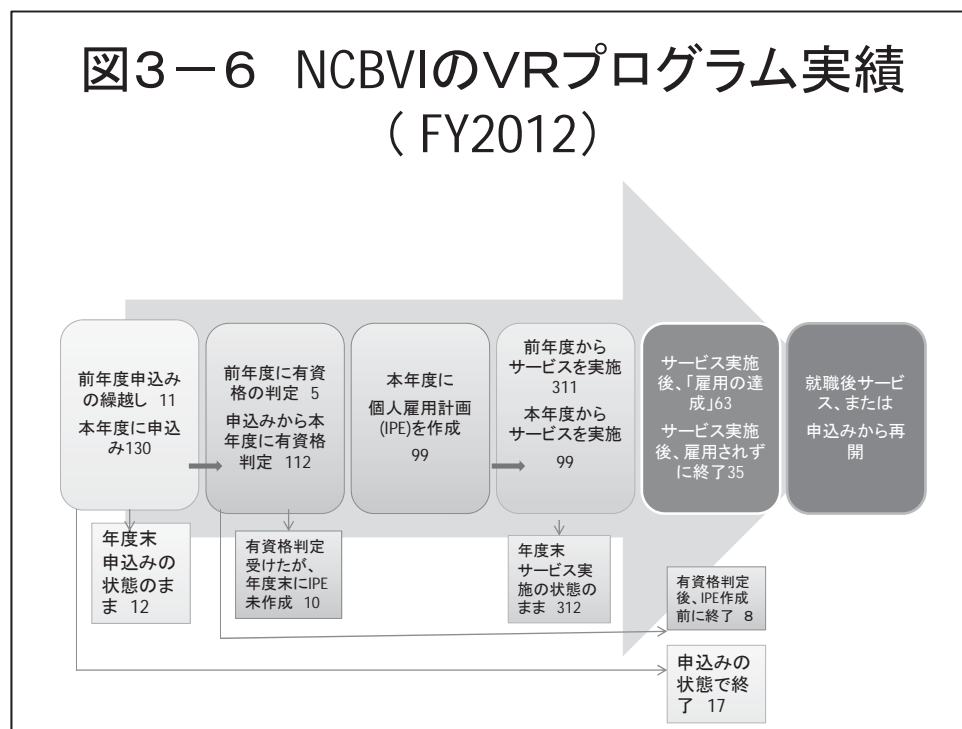 図3－6 NCBVIのVRプログラム実績
(FY2012)
前年度申込み
の繰越し 11
本年度に申込
み130
前年度に有資
格の判定 5
申込みから本
年度に有資格
判定 112
本年度に
個人雇用計画
(IPE)を作成
99
前年度から
サービスを実施
311
本年度から
サービスを実施
99
サービス実施
後、「雇用の達
成」63
サービス実施
後、雇用されず
に終了35
就職後サービ
ス、または
申込みから再
開
年度末
申込みの
状態のま
ま 12
有資格判定
受けたが、
年度末にIPE
未作成 10
年度末
サービス実
施の状態の
まま 312
有資格判定
後、IPE作成
前に終了 8
申込みの
状態で終
了 17